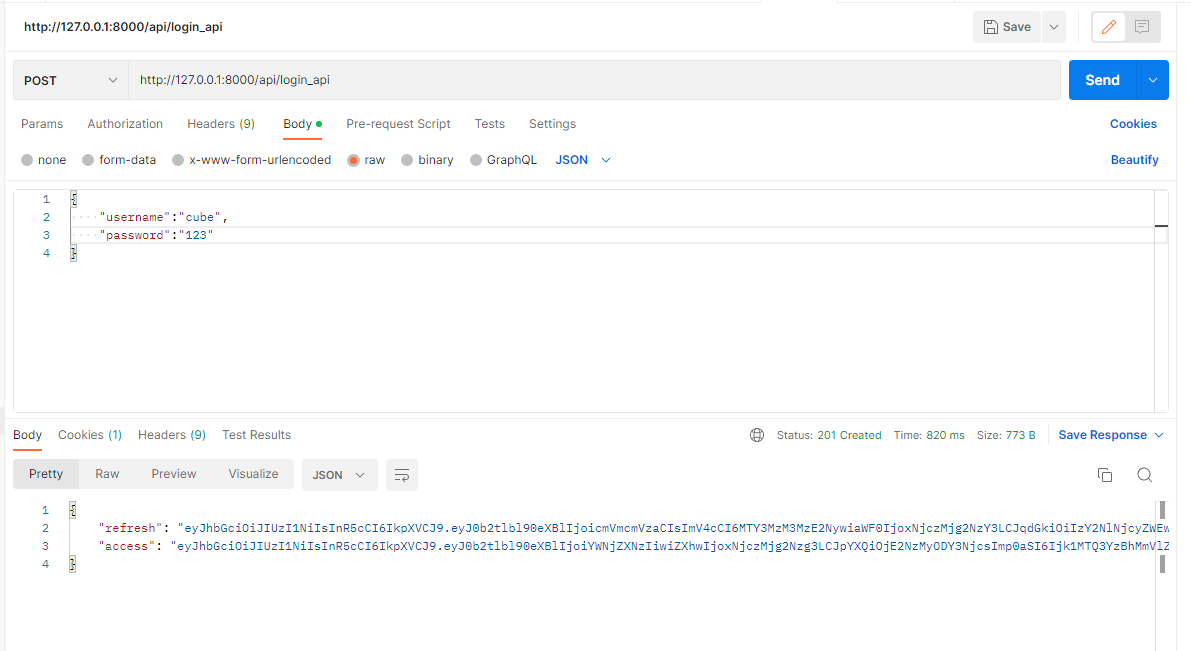 http://127.0.0.1:8000/api/login_api
Save
POST
http://127.0.0.1:8000/api/login_api
Send
Params Authorization Headers (9) Body Pre-request Script Tests Settings Cookies
none form-data x-www-form-urlencoded raw binary GraphQL JSON Beautify
1 {
2 "username":"cube",
3 "password":"123"
4 }
Body Cookies (1) Headers (9) Test Results Status: 201 Created Time: 820 ms Size: 773 B Save Response
Pretty Raw Preview Visualize JSON
1 {
2 "refresh": "eyJhbGciOiJIUzI1NiIsInR5cCI6IkpXVCJ9.eyJ0b2tlbl90eXBlIjoicmVmcmVzaCIsImV4cCI6MTY3MzM3MzE2NywiaWF0IjoxNjczMjg2NzY3LCJqdGkiOiIzY2NlNjcyZWEw
3 "access": "eyJhbGciOiJIUzI1NiIsInR5cCI6IkpXVCJ9.eyJ0b2tlbl90eXBlIjoiYWNjZXNzIiwiZXhwIjoxNjczMjg2Nzg3LCJpYXQiOjE2NzMyODY3NjcsImp0aSI6Ijk1MTQ3YzBhMmVlZ
4 }